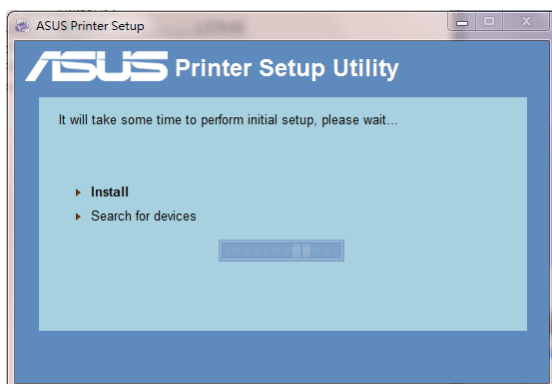 ASUS Printer Setup
ASUS Printer Setup Utility
It will take some time to perform initial setup, please wait...
Install
Search for devices